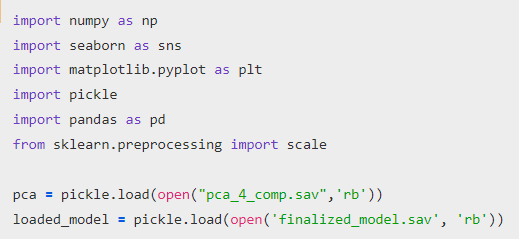 import numpy as np
import seaborn as sns
import matplotlib.pyplot as plt
import pickle
import pandas as pd
from sklearn.preprocessing import scale
pca = pickle.load(open("pca_4_comp.sav",'rb'))
loaded_model = pickle.load(open('finalized_model.sav', 'rb'))